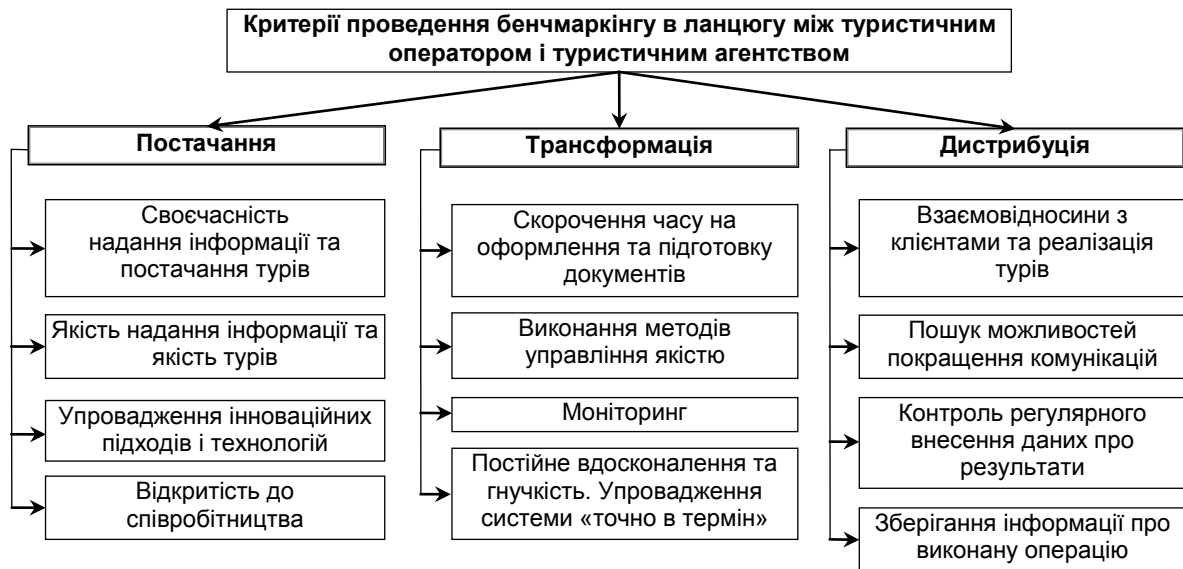 Критерії проведення бенчмаркінгу в ланцюгу між туристичним
оператором і туристичним агентством
Постачання
Своєчасність
надання інформації та
постачання турів
Якість надання інформації та
якість турів
Упровадження інноваційних
підходів і технологій
Відкритість до
співробітництва
Трансформація
Скорочення часу на
оформлення та підготовку
документів
Виконання методів
управління якістю
Моніторинг
Постійне вдосконалення та
гнучкість. Упровадження
системи «точно в термін»
Дистрибуція
Взаємовідносини з
клієнтами та реалізація
турів
Пошук можливостей
покращення комунікацій
Контроль регулярного
внесення даних про
результати
Зберігання інформації про
виконану операцію